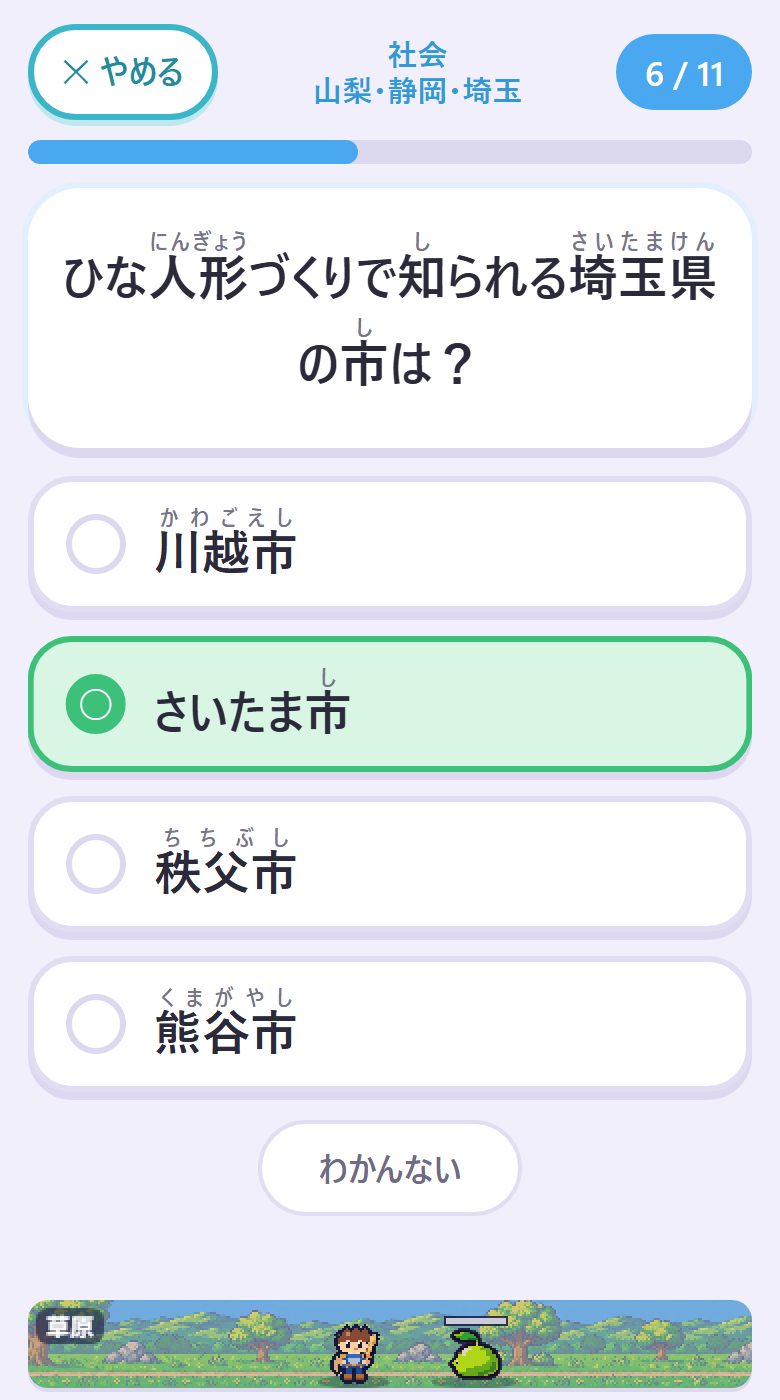 × やめる
社会
山梨・静岡・埼玉
6 / 11
にんぎょう し さいたまけん
ひな人形づくりで知られる埼玉県
し
の市は？
かわごえし
川越市
し
さいたま市
ちちぶし
秩父市
くまがやし
熊谷市
わかんない
草原